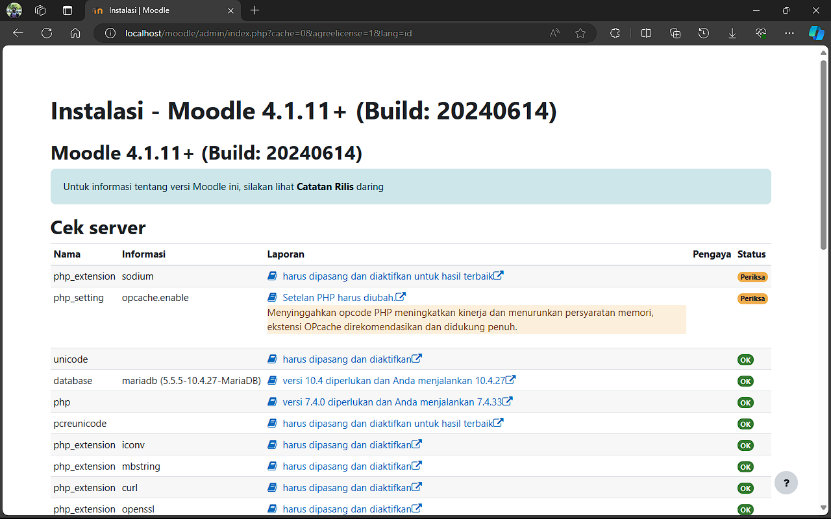 Instalasi | Moodle
localhost/moodle/admin/index.php?cache=0&agreelicense=1&lang=id
Instalasi - Moodle 4.1.11+ (Build: 20240614)
Moodle 4.1.11+ (Build: 20240614)
Untuk informasi tentang versi Moodle ini, silakan lihat Catatan Rilis daring
Cek server
Nama Informasi Laporan Pengaya Status
php_extension sodium harus dipasang dan diaktifkan untuk hasil terbaik Periksa
php_setting opcache.enable Setelan PHP harus diubah. Periksa
Menyinggahkan opcode PHP meningkatkan kinerja dan menurunkan persyaratan memori,
ekstensi OPcache direkomendasikan dan didukung penuh.
unicode harus dipasang dan diaktifkan OK
database mariadb (5.5.5-10.4.27-MariaDB) versi 10.4 diperlukan dan Anda menjalankan 10.4.27 OK
php versi 7.4.0 diperlukan dan Anda menjalankan 7.4.33 OK
pcreunicode harus dipasang dan diaktifkan untuk hasil terbaik OK
php_extension iconv harus dipasang dan diaktifkan OK
php_extension mbstring harus dipasang dan diaktifkan OK
php_extension curl harus dipasang dan diaktifkan OK
php_extension openssl harus dipasang dan diaktifkan OK
?